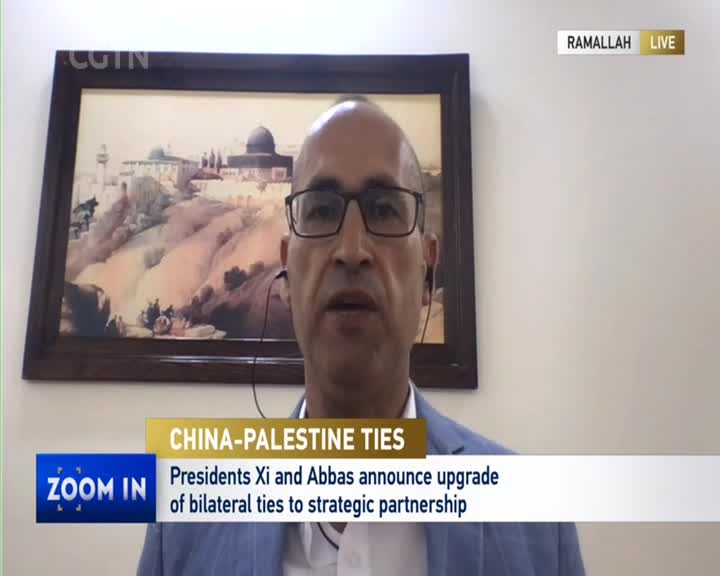 CGTN
RAMALLAH LIVE
CHINA-PALESTINE TIES
Presidents Xi and Abbas announce upgrade
of bilateral ties to strategic partnership
ZOOM IN